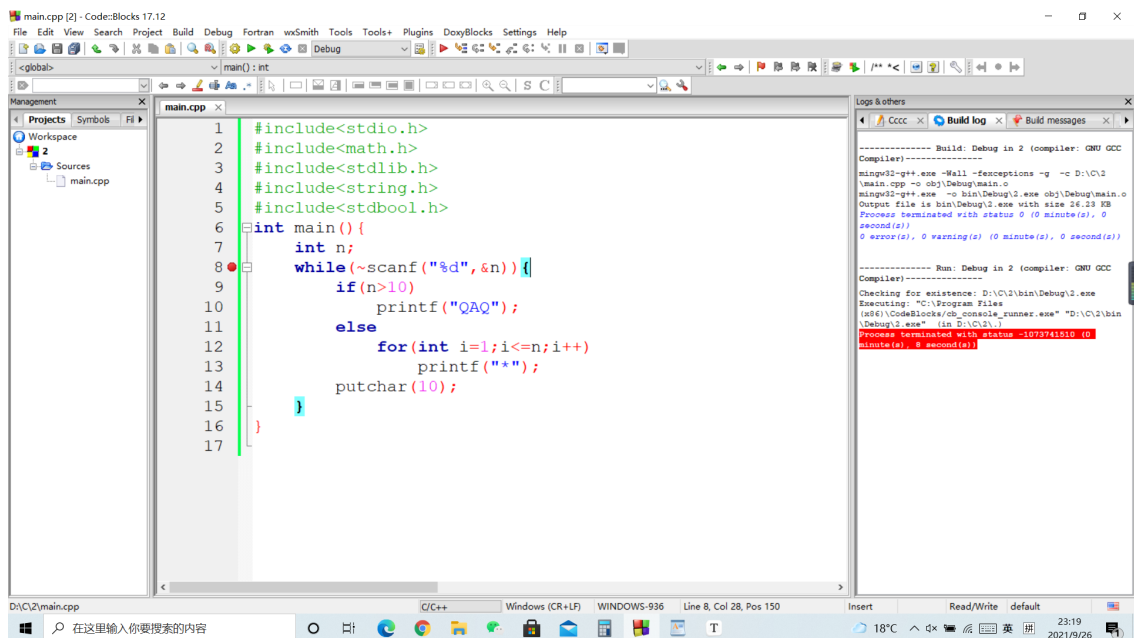 main.cpp [2] - Code::Blocks 17.12
File Edit View Search Project Build Debug Fortran wxSmith Tools Tools+ Plugins DoxyBlocks Settings Help
Debug
<global>
main() : int
/** *<
S C
Management
Projects Symbols Fil
Workspace
2
Sources
main.cpp
main.cpp
1 #include<stdio.h>
2 #include<math.h>
3 #include<stdlib.h>
4 #include<string.h>
5 #include<stdbool.h>
6 int main(){
7 int n;
8 while(~scanf("%d",&n)){
9 if(n>10)
10 printf("QAQ");
11 else
12 for(int i=1;i<=n;i++)
13 printf("*");
14 putchar(10);
15 }
16 }
17
Logs & others
Cccc Build log Build messages
-------------- Build: Debug in 2 (compiler: GNU GCC
Compiler)---------------
mingw32-g++.exe -Wall -fexceptions -g -c D:\C\2
\main.cpp -o obj\Debug\main.o
mingw32-g++.exe -o bin\Debug\2.exe obj\Debug\main.o
Output file is bin\Debug\2.exe with size 26.23 KB
Process terminated with status 0 (0 minute(s), 0
second(s))
0 error(s), 0 warning(s) (0 minute(s), 0 second(s))
-------------- Run: Debug in 2 (compiler: GNU GCC
Compiler)---------------
Checking for existence: D:\C\2\bin\Debug\2.exe
Executing: "C:\Program Files
(x86)\CodeBlocks/cb_console_runner.exe" "D:\C\2\bin
\Debug\2.exe" (in D:\C\2\.)
Process terminated with status -1073741510 (0
minute(s), 8 second(s))
D:\C\2\main.cpp C/C++ Windows (CR+LF) WINDOWS-936 Line 8, Col 28, Pos 150 Insert Read/Write default
在这里输入你要搜索的内容
T
18°C 英 拼 23:19
2021/9/26